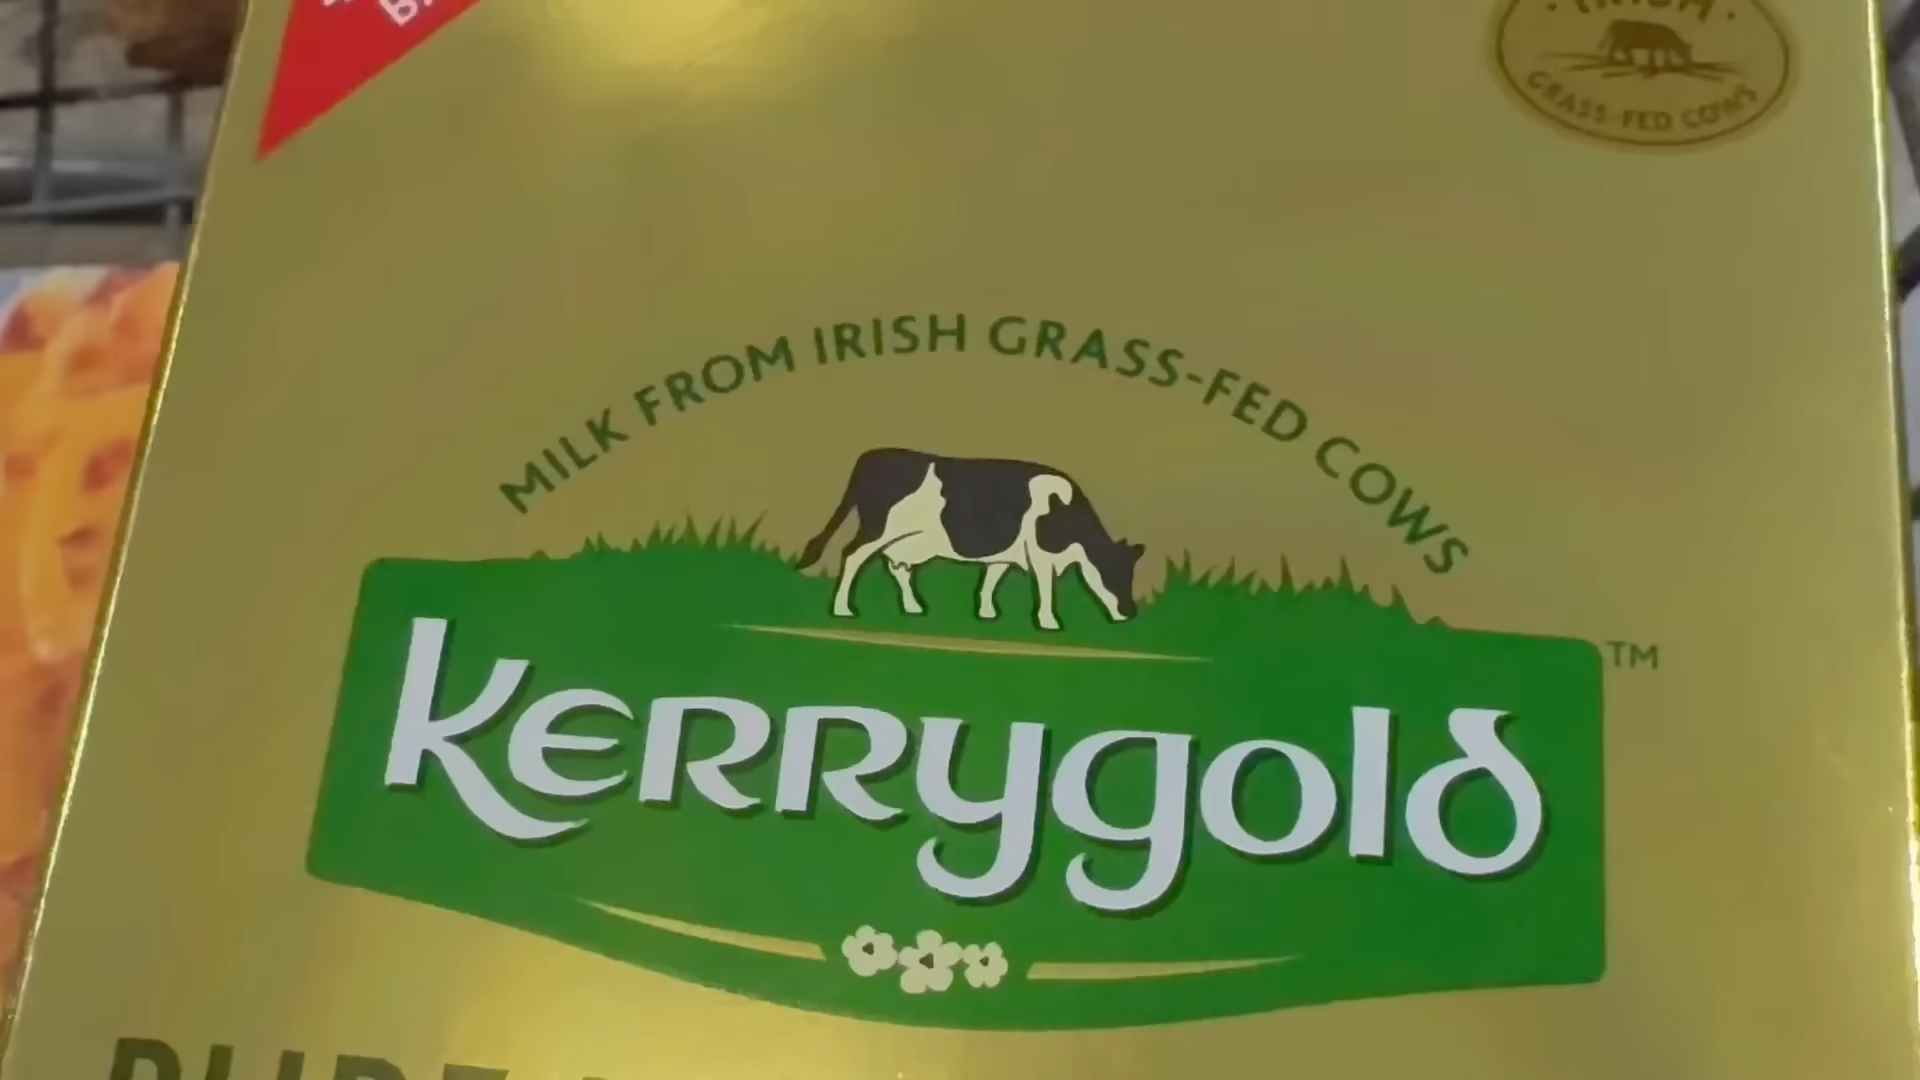 IRISH
GRASS-FED COWS
MILK FROM IRISH GRASS-FED COWS
Kerrygold
TM
PURE